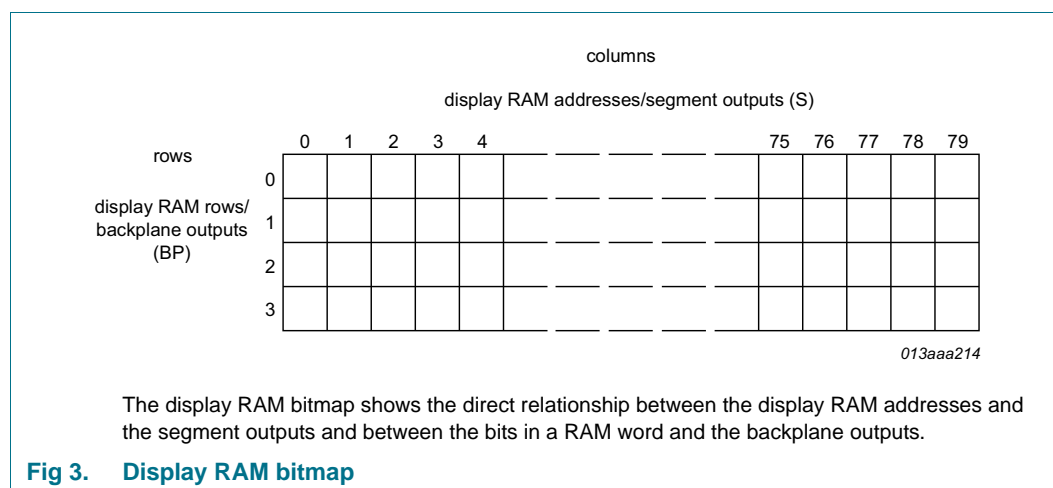 columns
display RAM addresses/segment outputs (S)
rows
0 1 2 3 4 75 76 77 78 79
0
display RAM rows/
backplane outputs
(BP)
1
2
3
013aaa214
The display RAM bitmap shows the direct relationship between the display RAM addresses and
the segment outputs and between the bits in a RAM word and the backplane outputs.
Fig 3. Display RAM bitmap